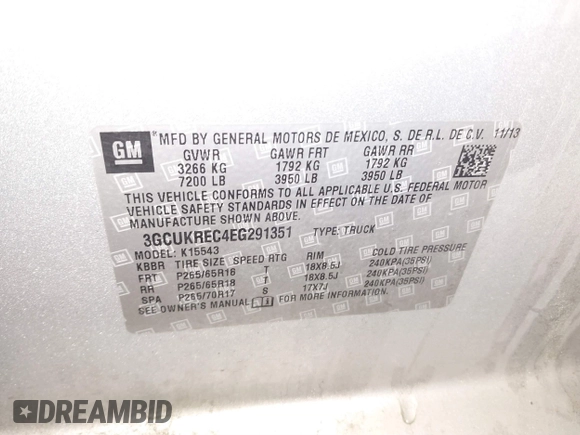 GM
MFD BY GENERAL MOTORS DE MEXICO, S. DE R.L. DE C.V. 11/13
GVWR GAWR FRT GAWR RR
3266 KG 1792 KG 1792 KG
7200 LB 3950 LB 3950 LB
THIS VEHICLE CONFORMS TO ALL APPLICABLE U.S. FEDERAL MOTOR
VEHICLE SAFETY STANDARDS IN EFFECT ON THE DATE OF
MANUFACTURE SHOWN ABOVE.
3GCUKREC4EG291351 TYPE: TRUCK
MODEL: K15543
KBBR TIRE SIZE SPEED RTG RIM COLD TIRE PRESSURE
FRT P265/65R18 T 18X8.5J 240KPA(35PSI)
RR P265/65R18 T 18X8.5J 240KPA(35PSI)
SPA P265/70R17 S 17X7J 240KPA(35PSI)
SEE OWNER'S MANUAL FOR MORE INFORMATION.
DREAMBID